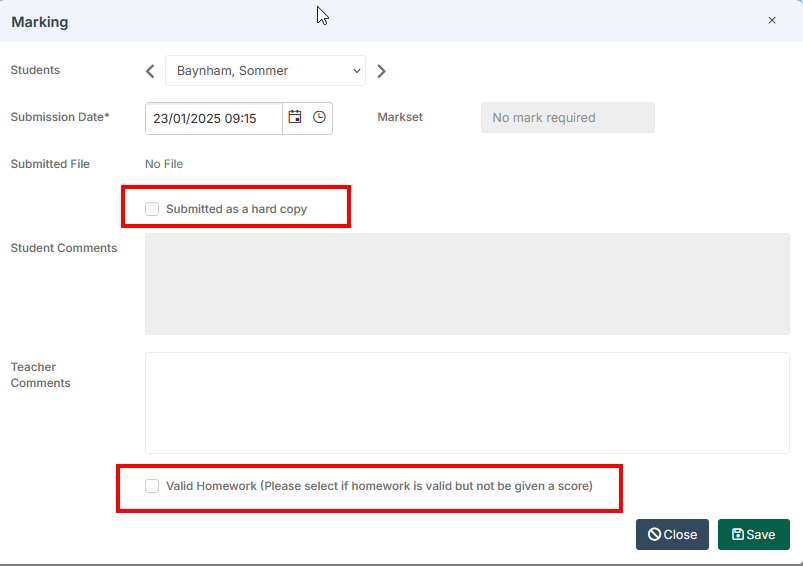 Marking
×
Students
Baynham, Sommer
Submission Date*
23/01/2025 09:15
Markset
No mark required
Submitted File
No File
Submitted as a hard copy
Student Comments
Teacher
Comments
Valid Homework (Please select if homework is valid but not be given a score)
Close
Save